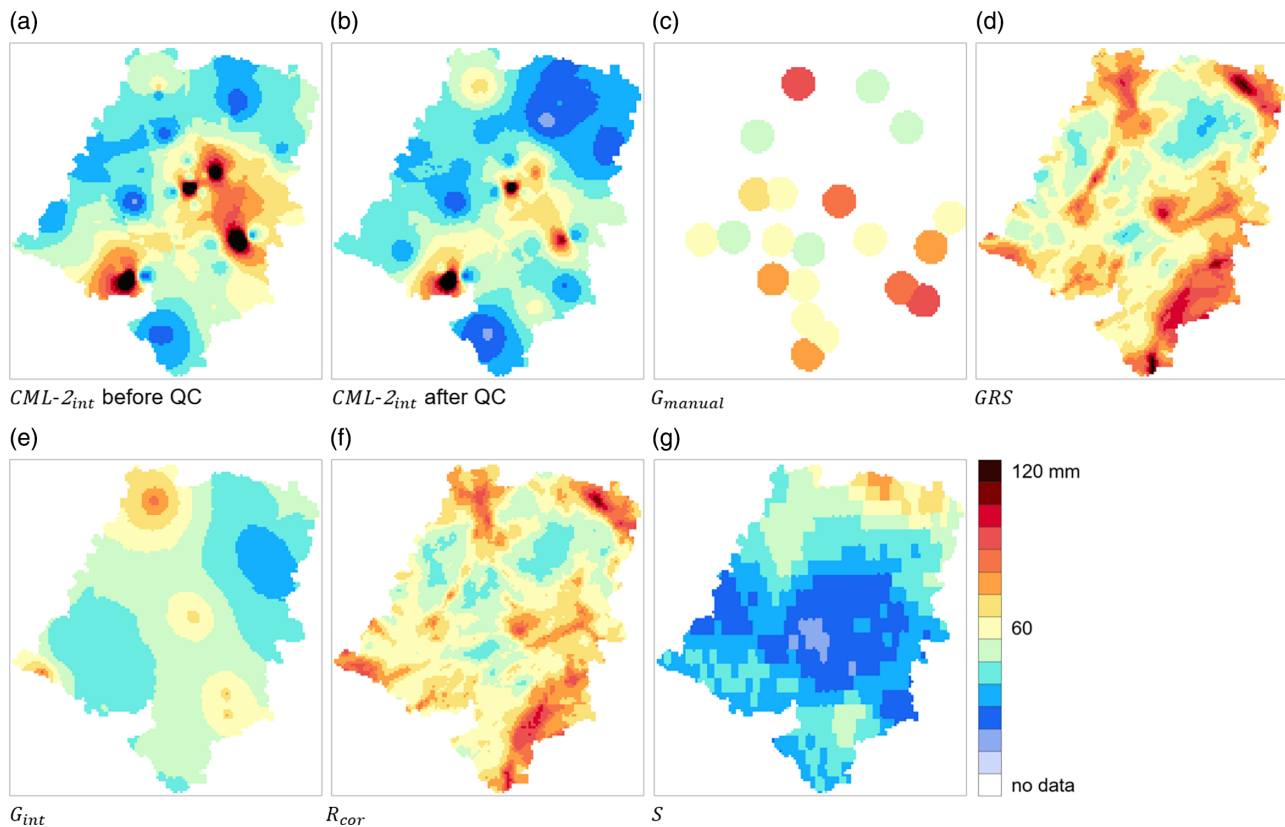 (a)
(b)
(c)
(d)
CML-2int before QC
CML-2int after QC
Gmanual
GRS
(e)
(f)
(g)
120 mm
60
no data
Gint
Rcor
S